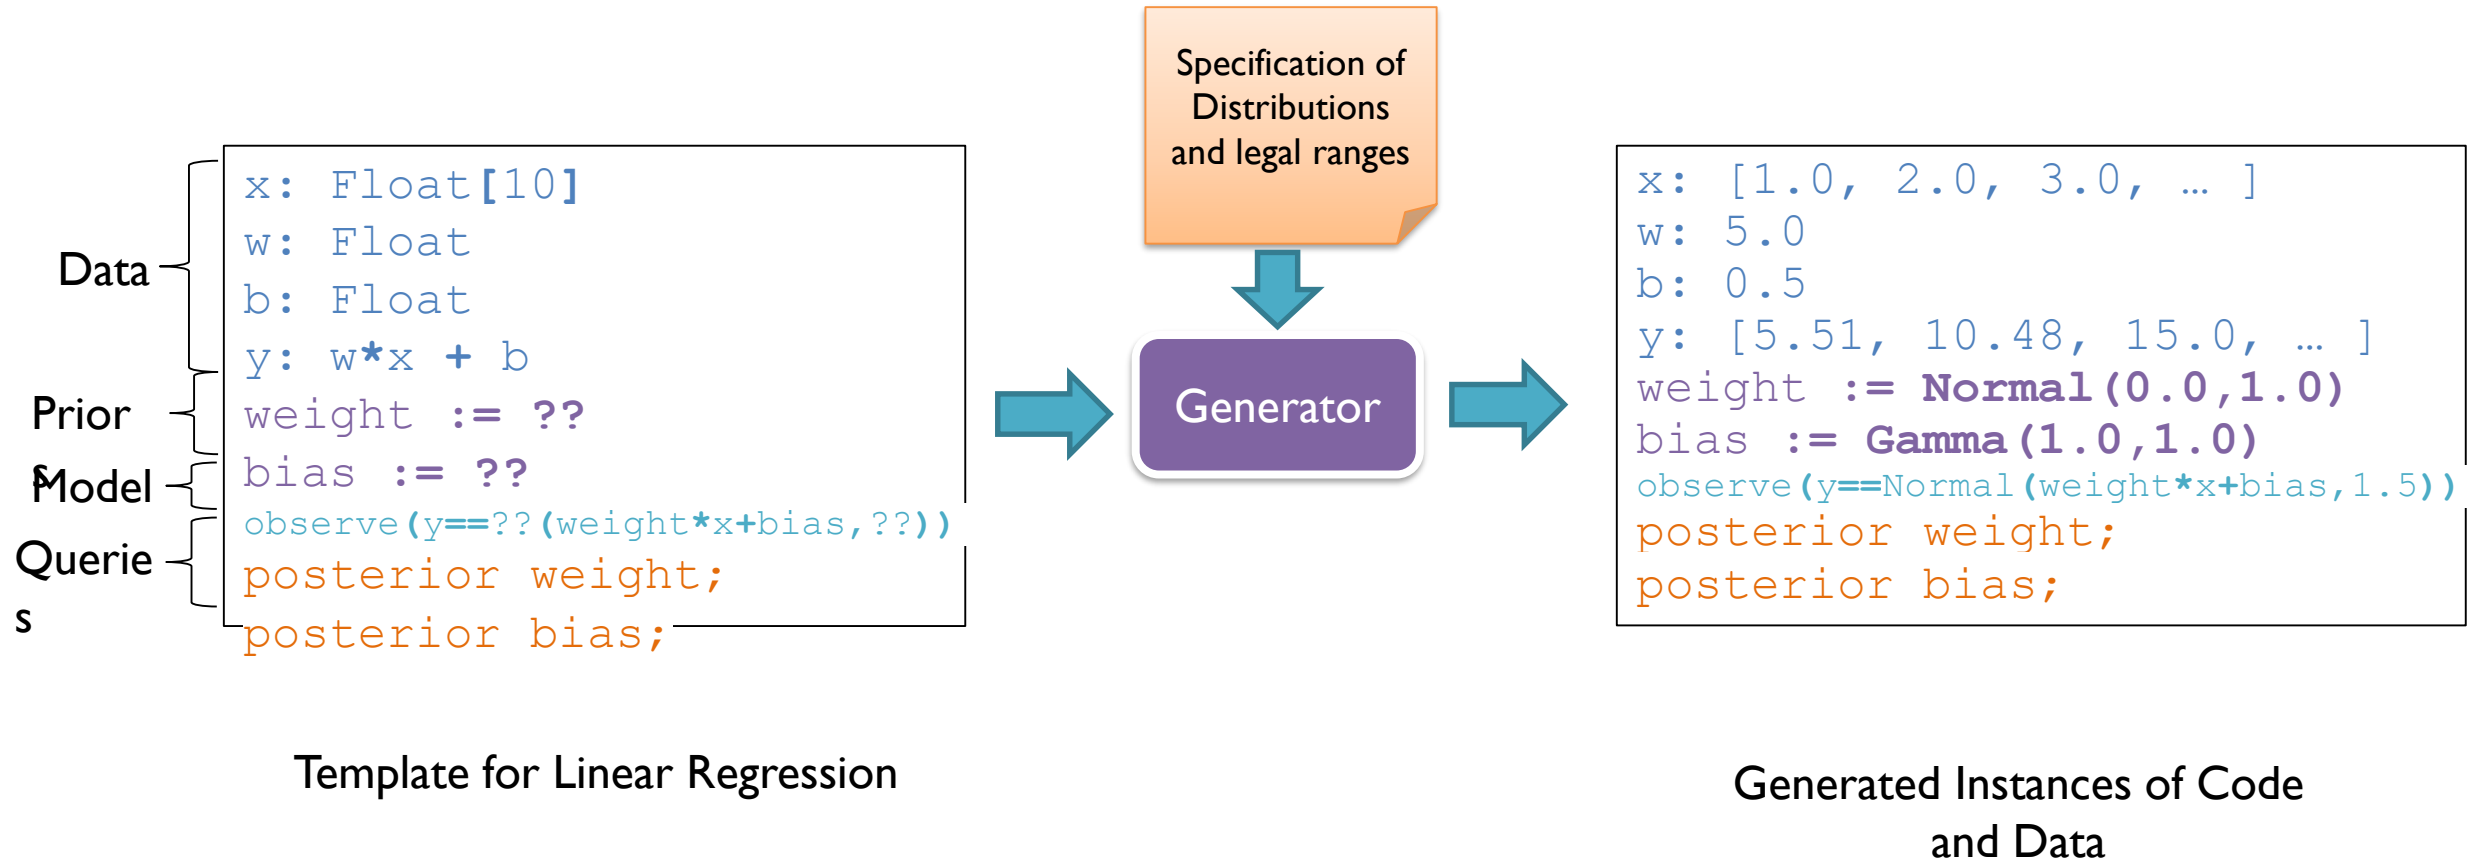 Specification of
Distributions
and legal ranges
Data
Prior
s
Model
Querie
s
x: Float[10]
w: Float
b: Float
y: w*x + b
weight := ??
bias := ??
observe(y==??(weight*x+bias,??))
posterior weight;
posterior bias;
Generator
x: [1.0, 2.0, 3.0, … ]
w: 5.0
b: 0.5
y: [5.51, 10.48, 15.0, … ]
weight := Normal(0.0,1.0)
bias := Gamma(1.0,1.0)
observe(y==Normal(weight*x+bias,1.5))
posterior weight;
posterior bias;
Template for Linear Regression
Generated Instances of Code
and Data